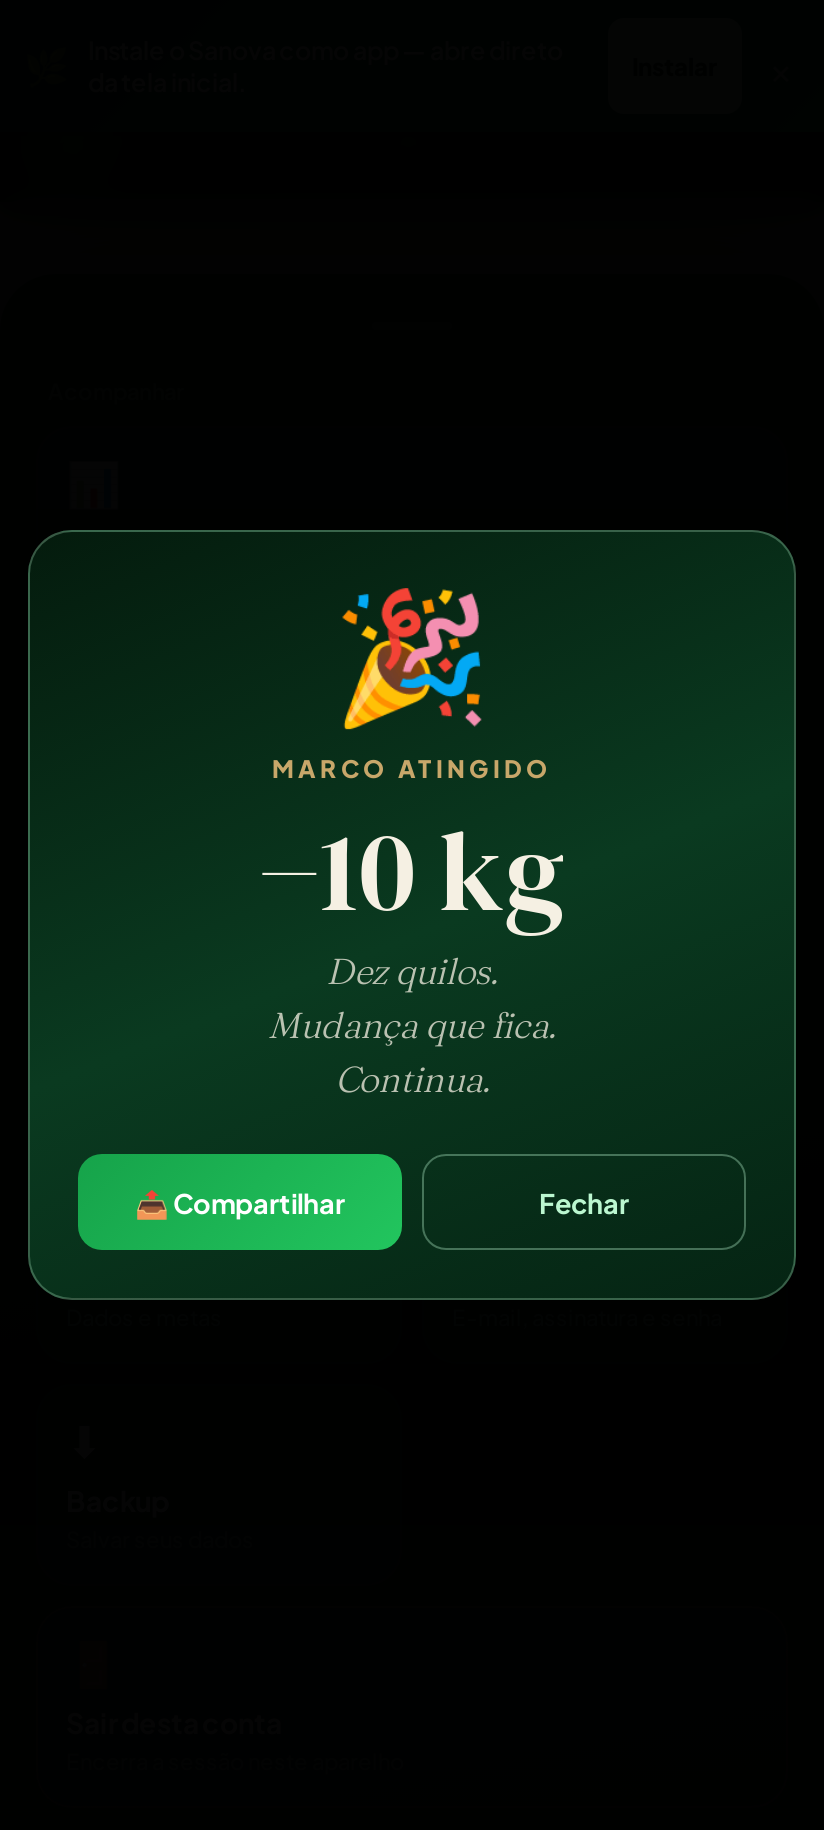 Instale o Sanova como app — abre direto
da tela inicial.
Instalar
×
Acompanhar
MARCO ATINGIDO
−10 kg
Dez quilos.
Mudança que fica.
Continua.
📤 Compartilhar
Fechar
Backup
Sair desta conta